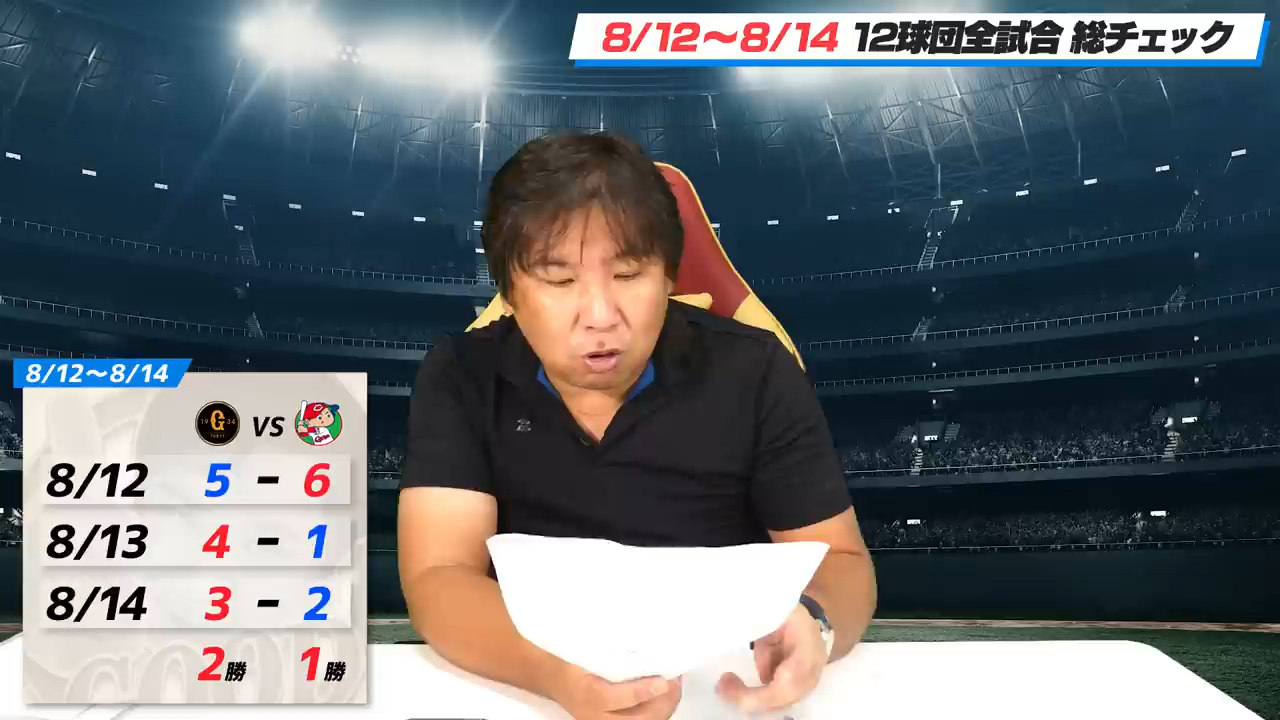 8/12～8/14 12球団全試合 総チェック
8/12～8/14
G VS
8/12 5 - 6
8/13 4 - 1
8/14 3 - 2
2勝 1勝